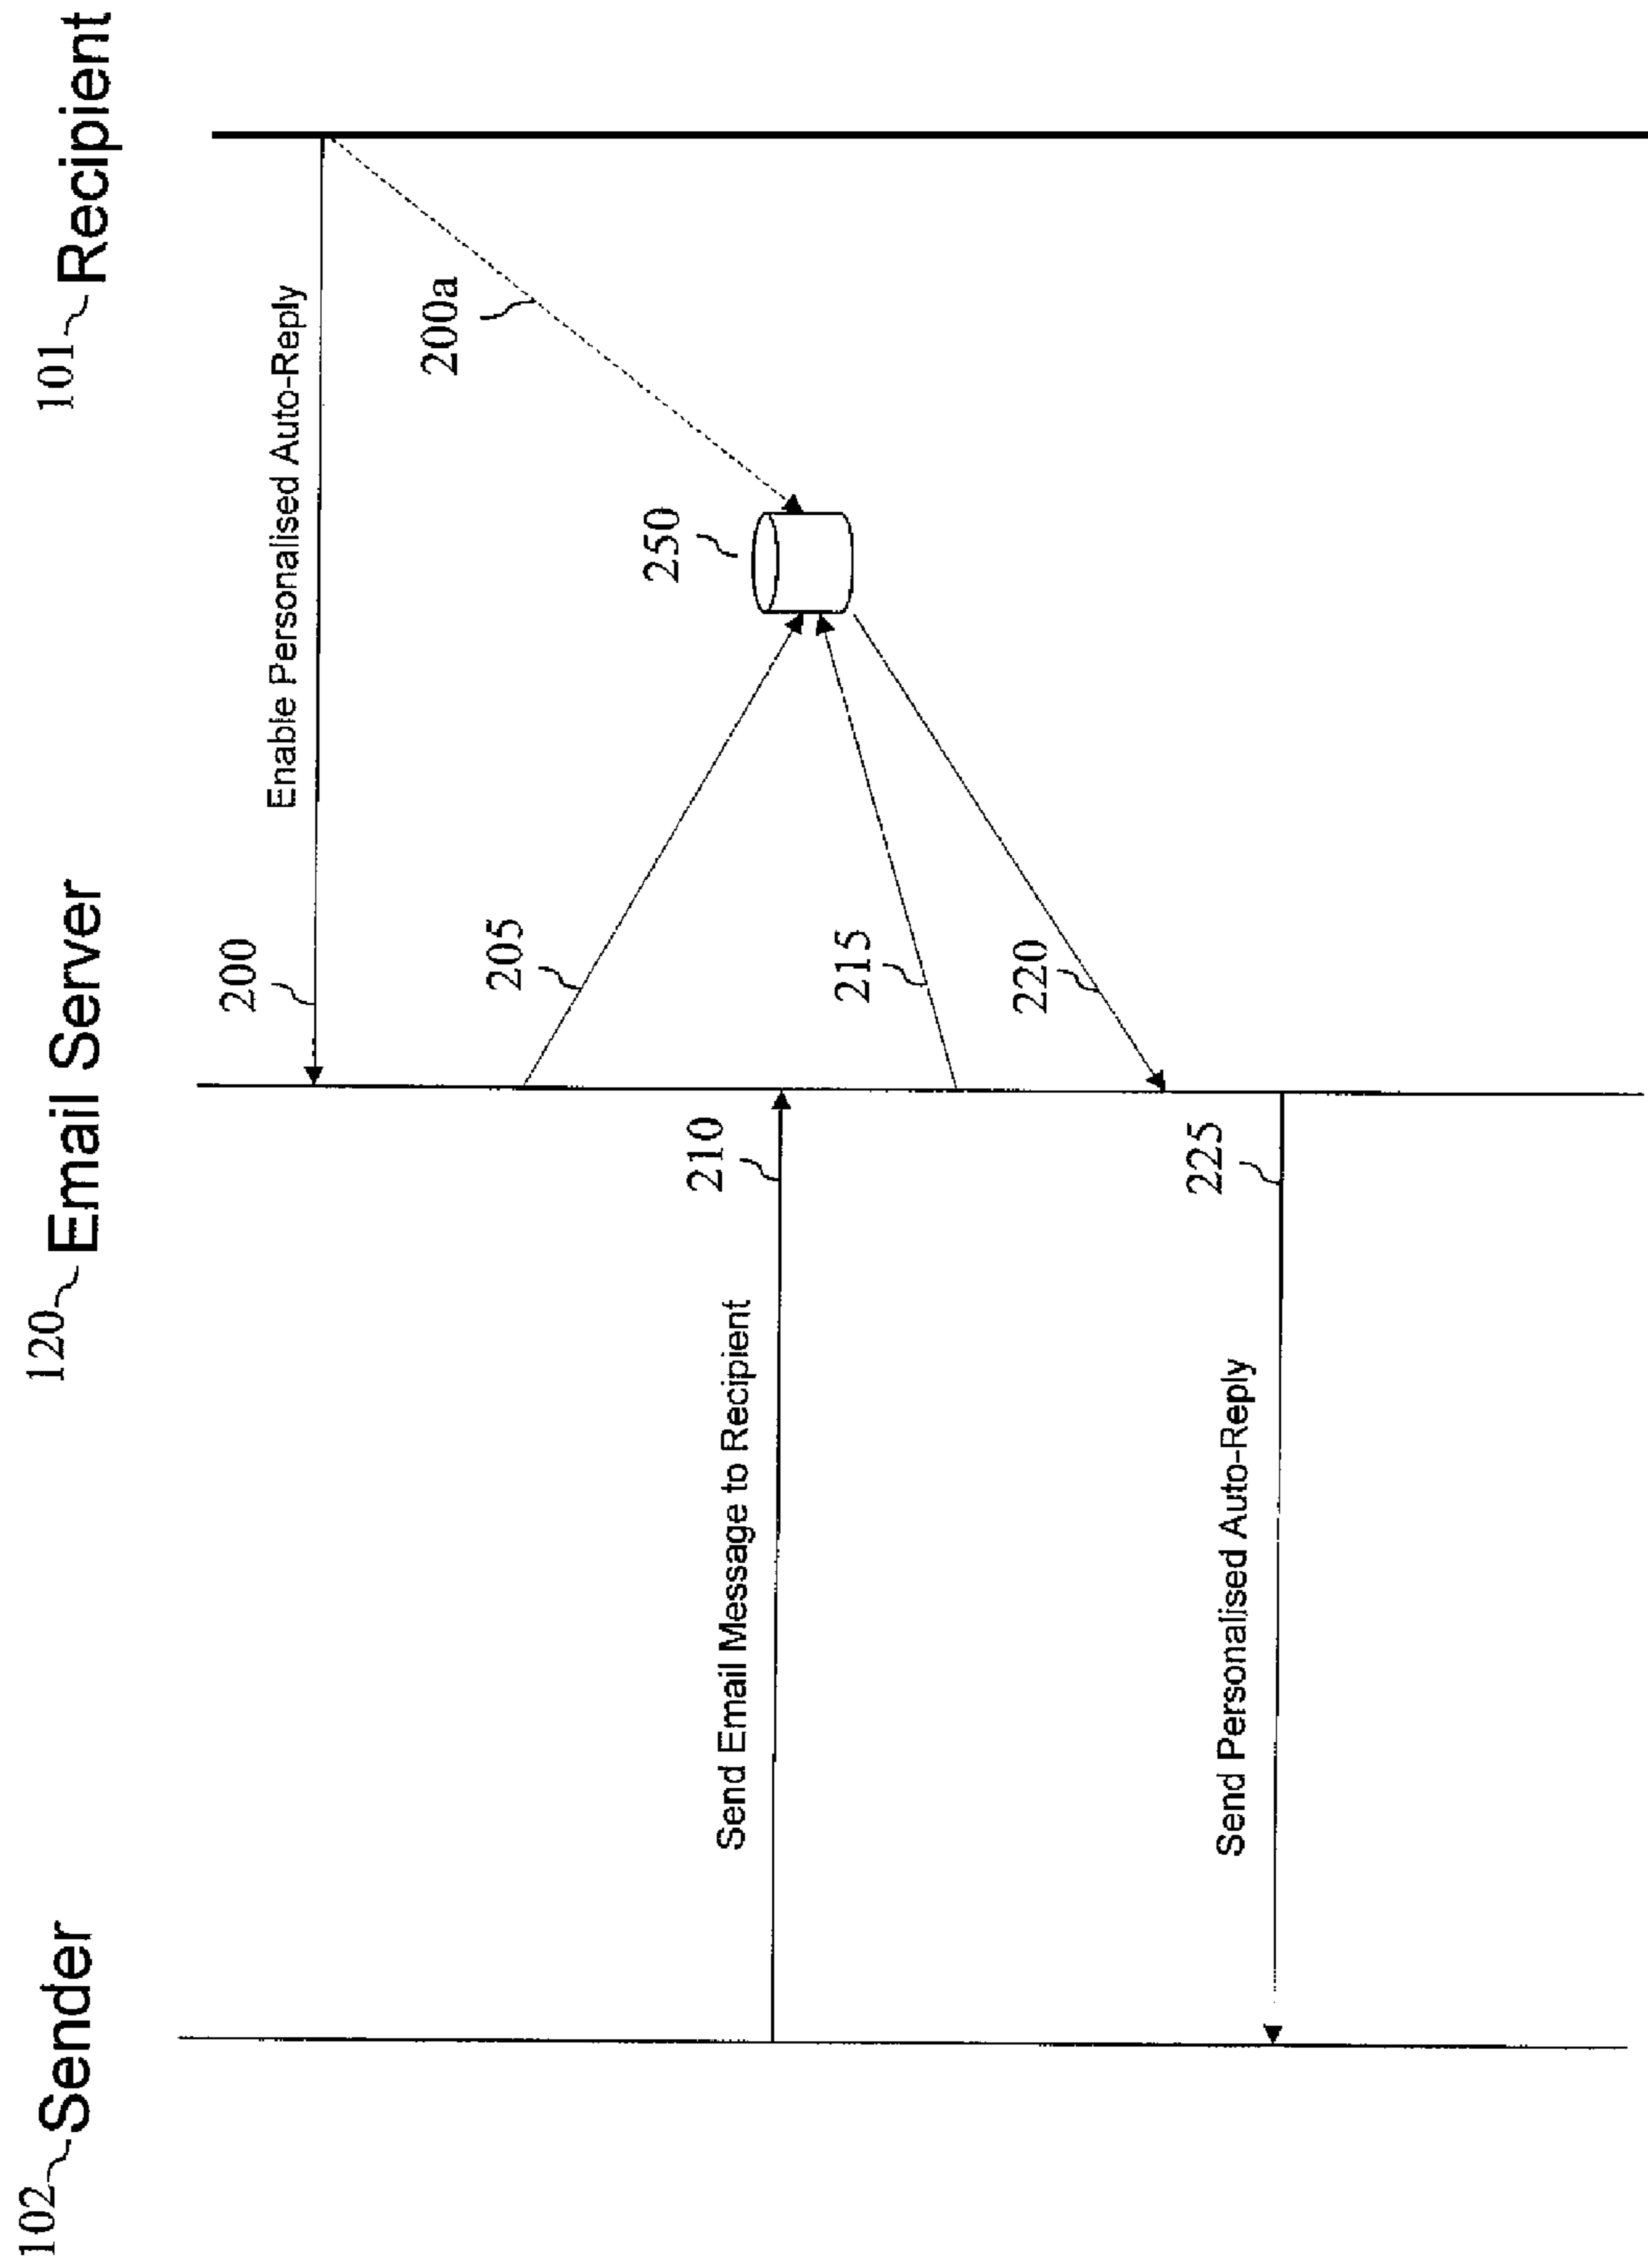 102 Sender
120 Email Server
101 Recipient
200
Enable Personalised Auto-Reply
200a
205
250
210
Send Email Message to Recipient
215
220
225
Send Personalised Auto-Reply